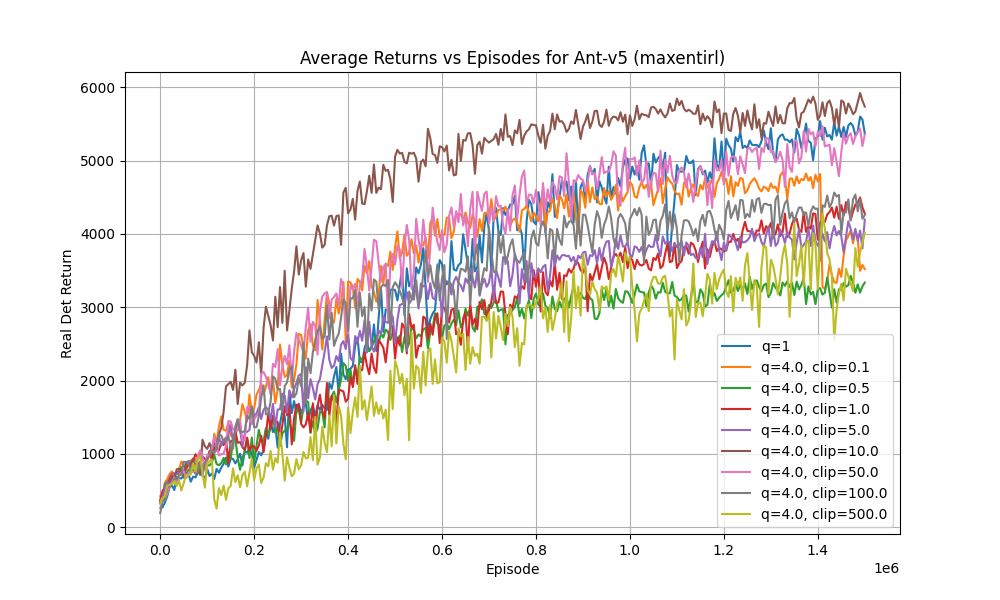 Average Returns vs Episodes for Ant-v5 (maxentirl)
Real Det Return
6000
5000
4000
3000
2000
1000
0
q=1
q=4.0, clip=0.1
q=4.0, clip=0.5
q=4.0, clip=1.0
q=4.0, clip=5.0
q=4.0, clip=10.0
q=4.0, clip=50.0
q=4.0, clip=100.0
q=4.0, clip=500.0
0.0 0.2 0.4 0.6 0.8 1.0 1.2 1.4
1e6
Episode